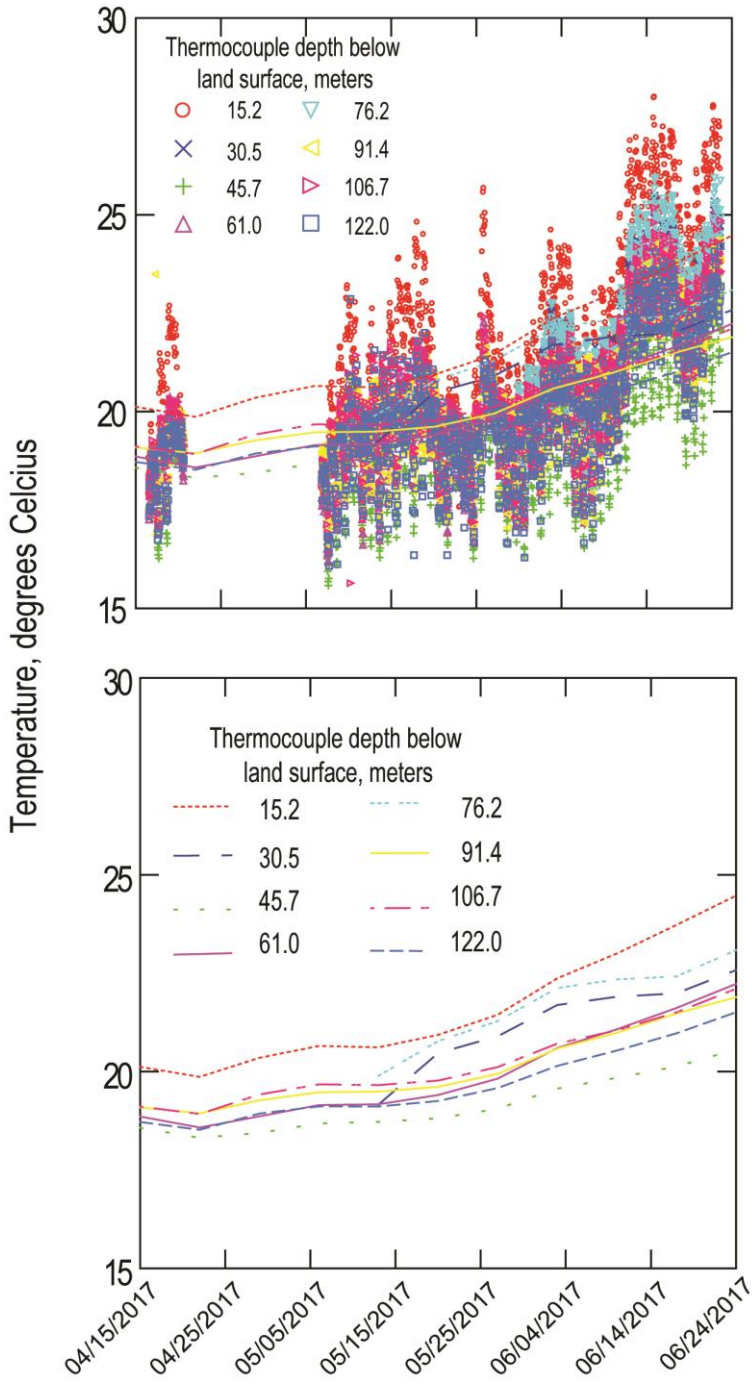 Temperature, degrees Celcius
30
25
20
15
Thermocouple depth below
land surface, meters
15.2 76.2
30.5 91.4
45.7 106.7
61.0 122.0
30
25
20
15
Thermocouple depth below
land surface, meters
15.2 76.2
30.5 91.4
45.7 106.7
61.0 122.0
04/15/2017 04/25/2017 05/05/2017 05/15/2017 05/25/2017 06/04/2017 06/14/2017 06/24/2017